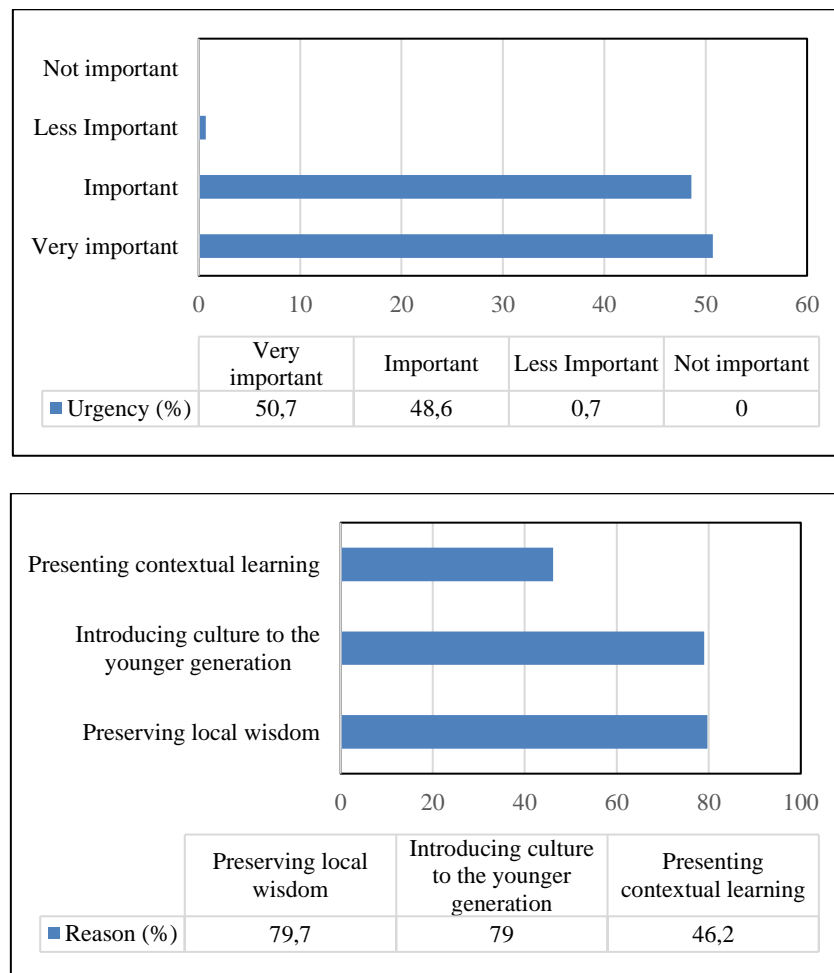 Not important
Less Important
Important
Very important
0 10 20 30 40 50 60
Very
important Important Less Important Not important
Urgency (%) 50,7 48,6 0,7 0
Presenting contextual learning
Introducing culture to the
younger generation
Preserving local wisdom
0 20 40 60 80 100
Preserving local
wisdom
Introducing culture
to the younger
generation
Presenting
contextual learning
Reason (%) 79,7 79 46,2